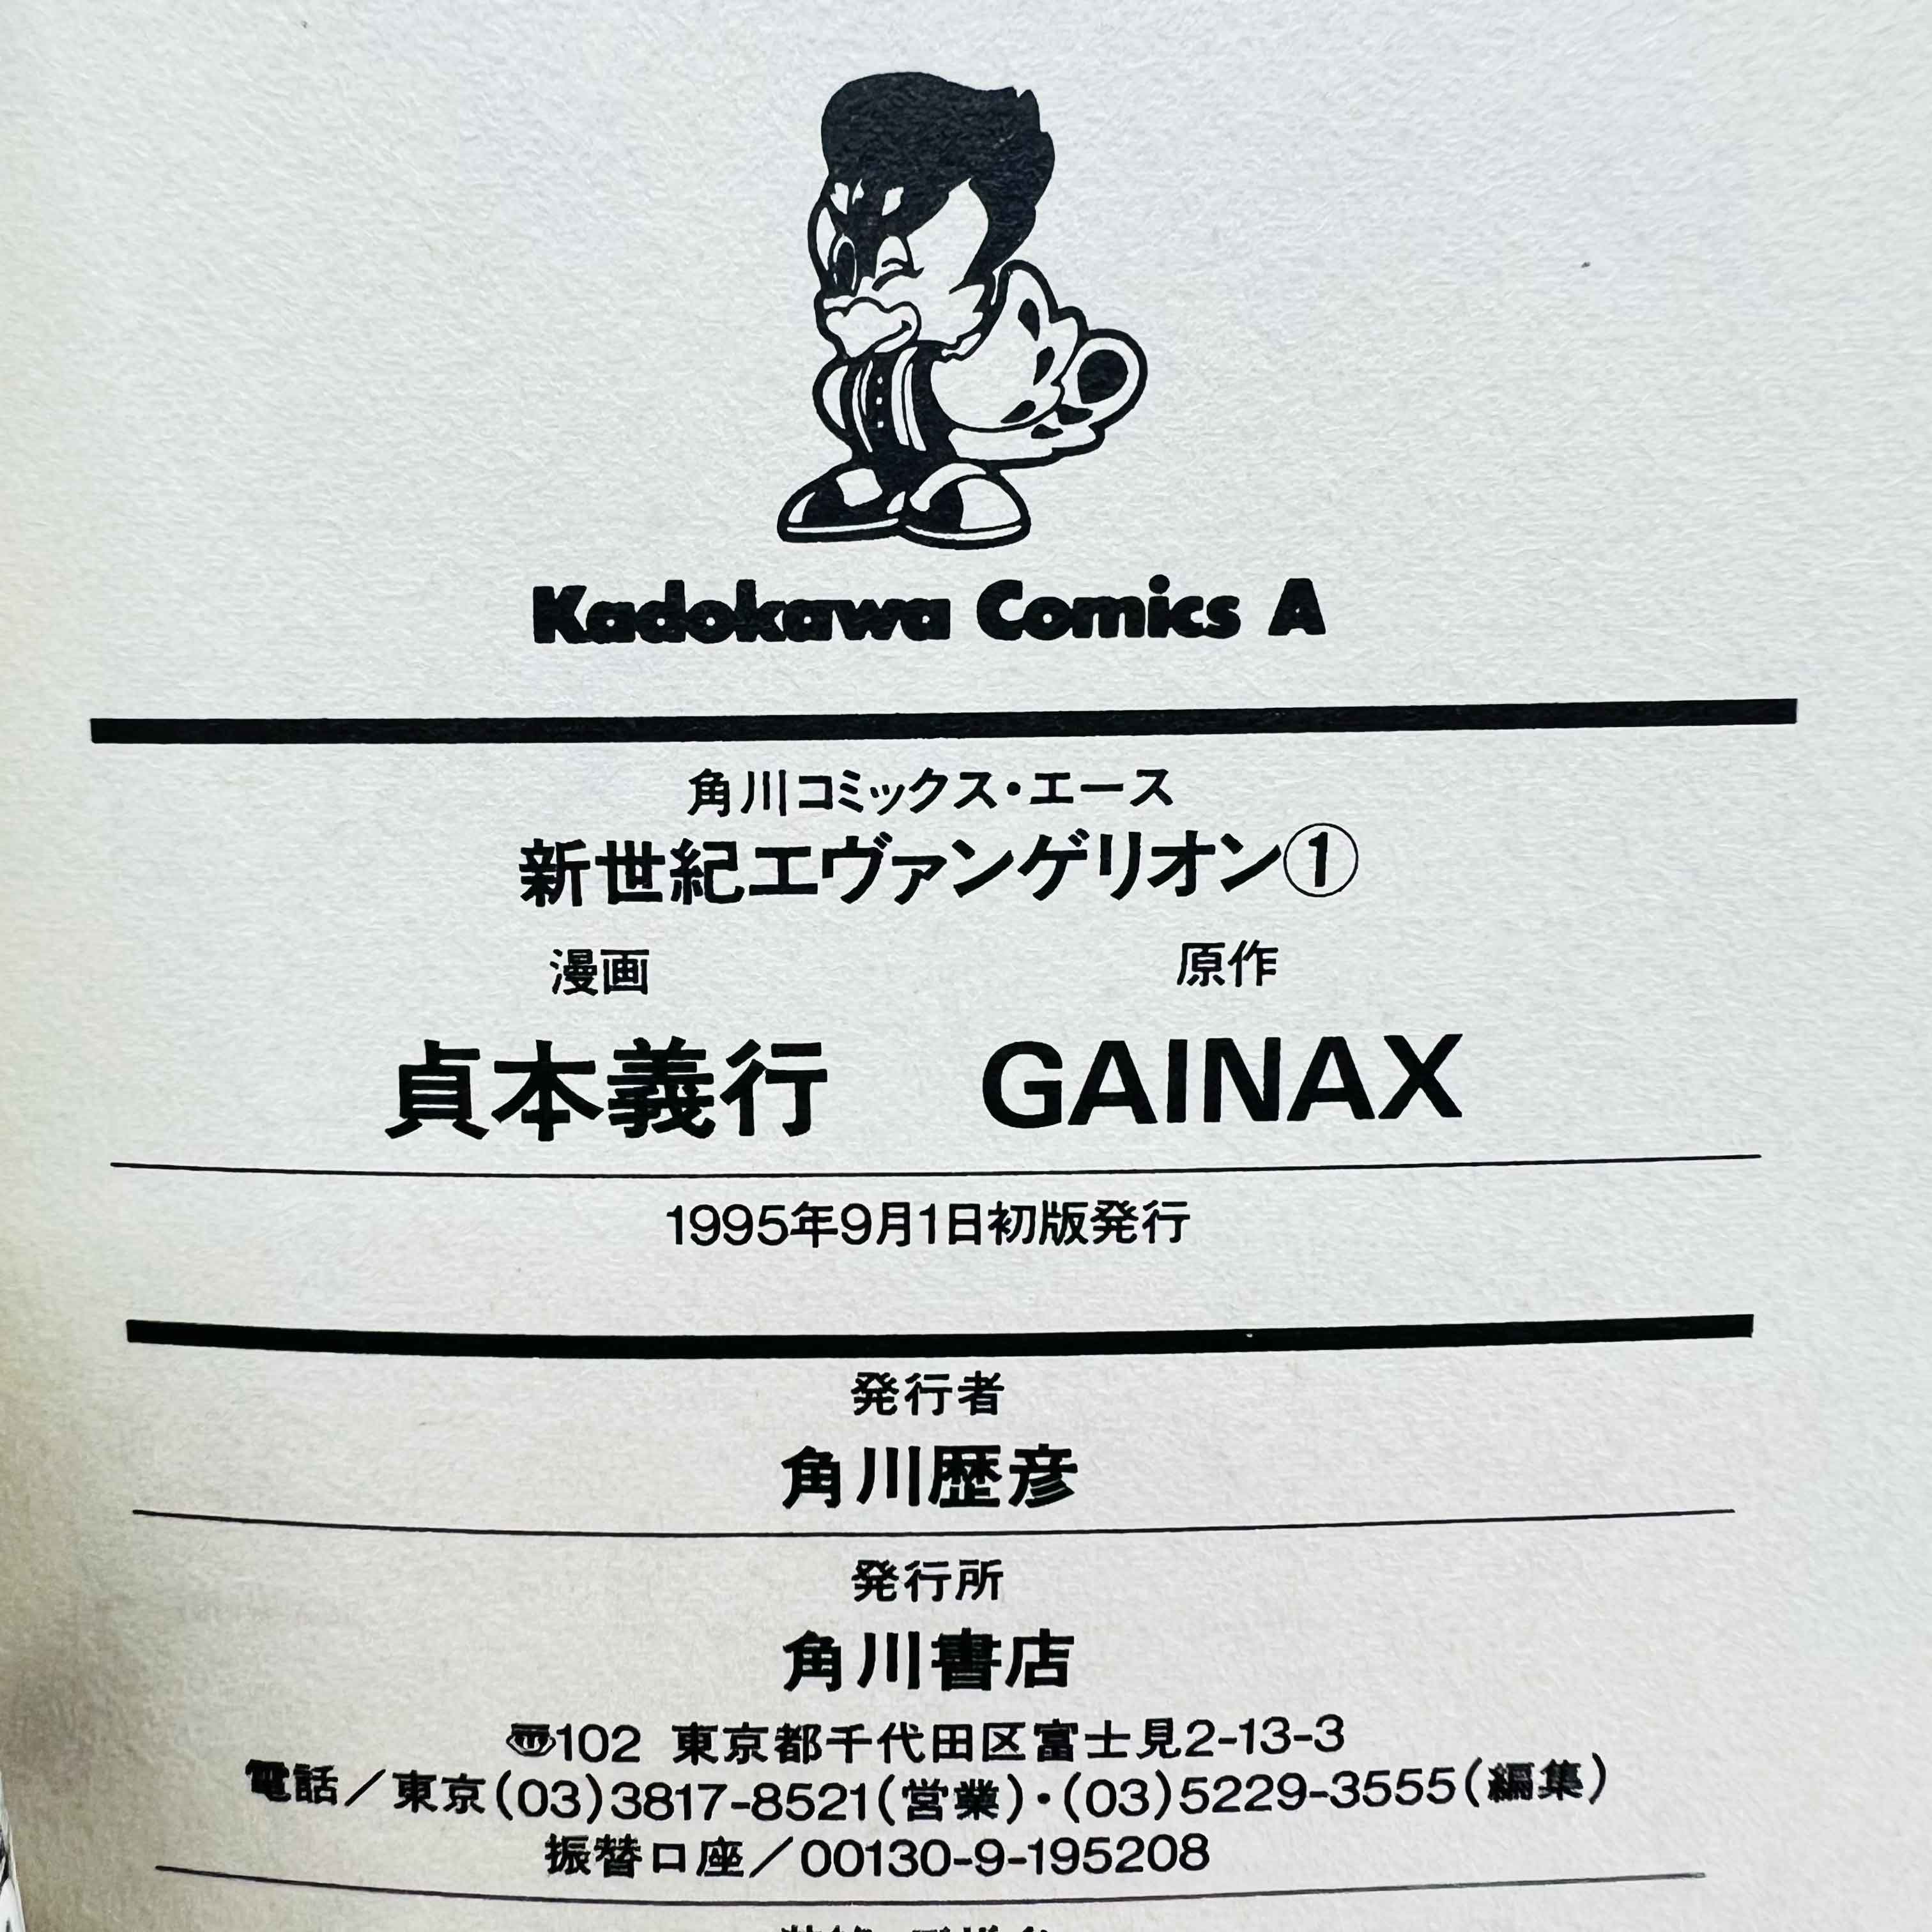 Kadokawa Comics A
角川コミックス・エース
新世紀エヴァンゲリオン①
漫画 原作
貞本義行 GAINAX
1995年9月1日初版発行
発行者
角川歴彦
発行所
角川書店
〠102 東京都千代田区富士見2-13-3
電話／東京(03)3817-8521(営業)・(03)5229-3555(編集)
振替口座／00130-9-195208